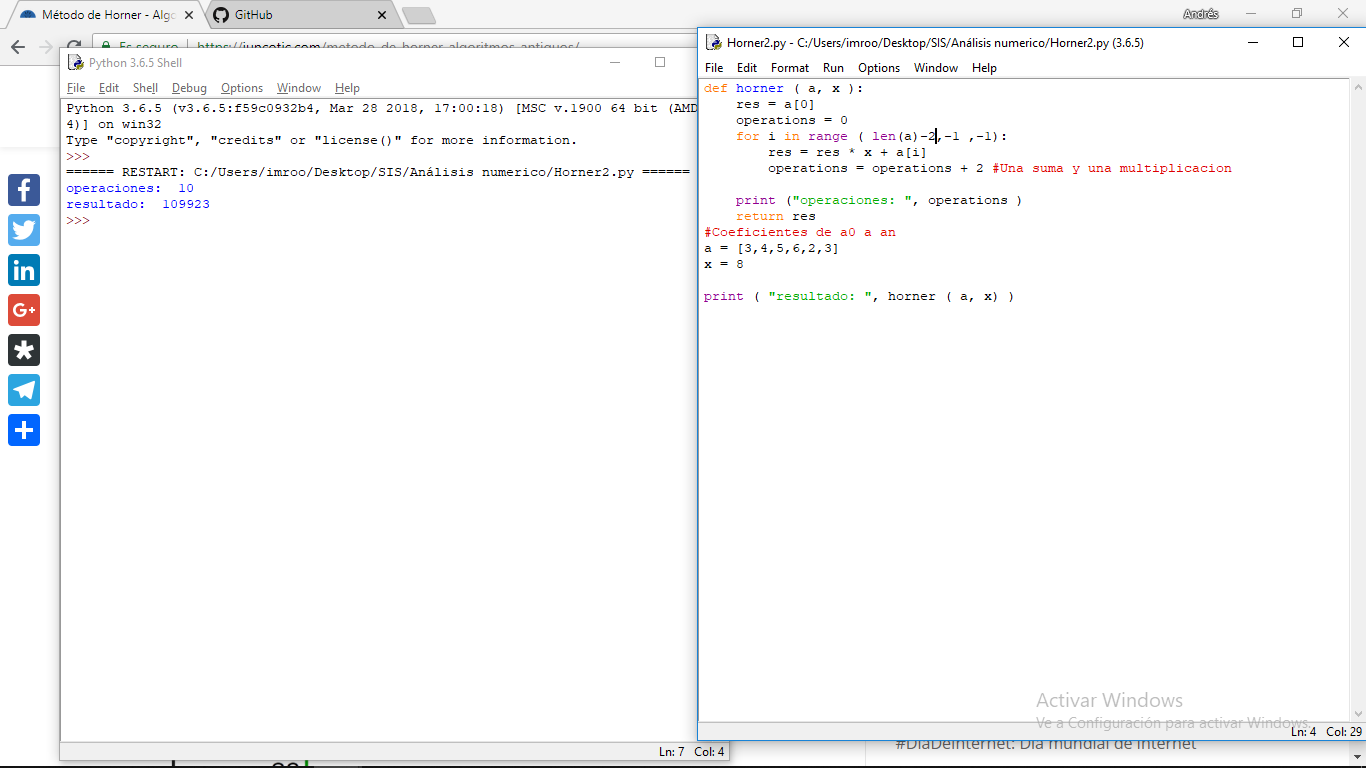 Método de Horner - Algo
GitHub
Andrés
Es seguro https://juncotic.com/metodo-de-horner-algoritmos-antiguos/
Python 3.6.5 Shell
File Edit Shell Debug Options Window Help
Python 3.6.5 (v3.6.5:f59c0932b4, Mar 28 2018, 17:00:18) [MSC v.1900 64 bit (AMD
4)] on win32
Type "copyright", "credits" or "license()" for more information.
>>>
====== RESTART: C:/Users/imroo/Desktop/SIS/Análisis numerico/Horner2.py ======
operaciones:  10
resultado:  109923
>>>
Ln: 7 Col: 4
Horner2.py - C:/Users/imroo/Desktop/SIS/Análisis numerico/Horner2.py (3.6.5)
File Edit Format Run Options Window Help
def horner ( a, x ):
    res = a[0]
    operations = 0
    for i in range ( len(a)-2,-1 ,-1):
        res = res * x + a[i]
        operations = operations + 2 #Una suma y una multiplicacion
    print ("operaciones: ", operations )
    return res
#Coeficientes de a0 a an
a = [3,4,5,6,2,3]
x = 8
print ( "resultado: ", horner ( a, x) )
Activar Windows
Ve a Configuración para activar Windows.
Ln: 4 Col: 29
#DíaDeInternet: Día mundial de Internet